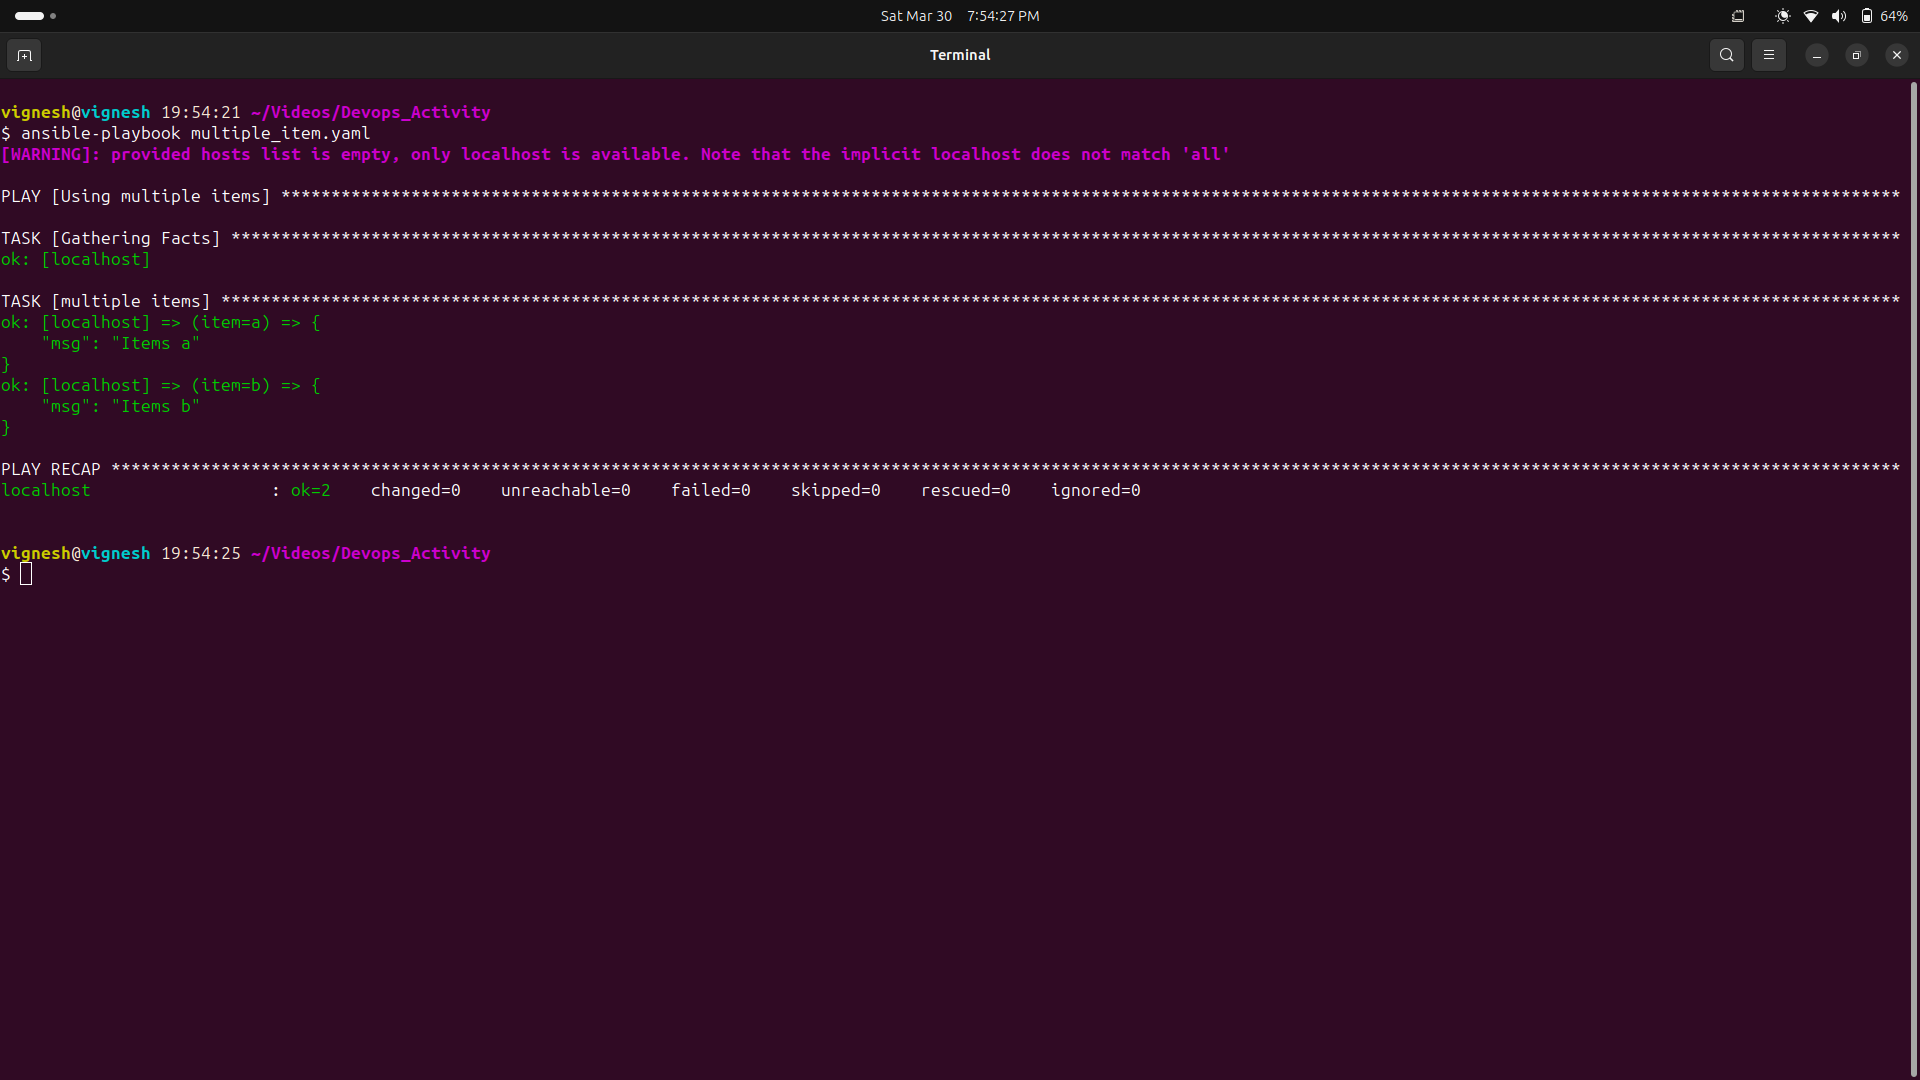 Sat Mar 30 7:54:27 PM
64%
Terminal
vignesh@vignesh 19:54:21 ~/Videos/Devops_Activity
$ ansible-playbook multiple_item.yaml
[WARNING]: provided hosts list is empty, only localhost is available. Note that the implicit localhost does not match 'all'
PLAY [Using multiple items] ******************************************************************************************************************************************************************
TASK [Gathering Facts] ***********************************************************************************************************************************************************************
ok: [localhost]
TASK [multiple items] ************************************************************************************************************************************************************************
ok: [localhost] => (item=a) => {
    "msg": "Items a"
}
ok: [localhost] => (item=b) => {
    "msg": "Items b"
}
PLAY RECAP ***********************************************************************************************************************************************************************************
localhost                  : ok=2    changed=0    unreachable=0    failed=0    skipped=0    rescued=0    ignored=0
vignesh@vignesh 19:54:25 ~/Videos/Devops_Activity
$